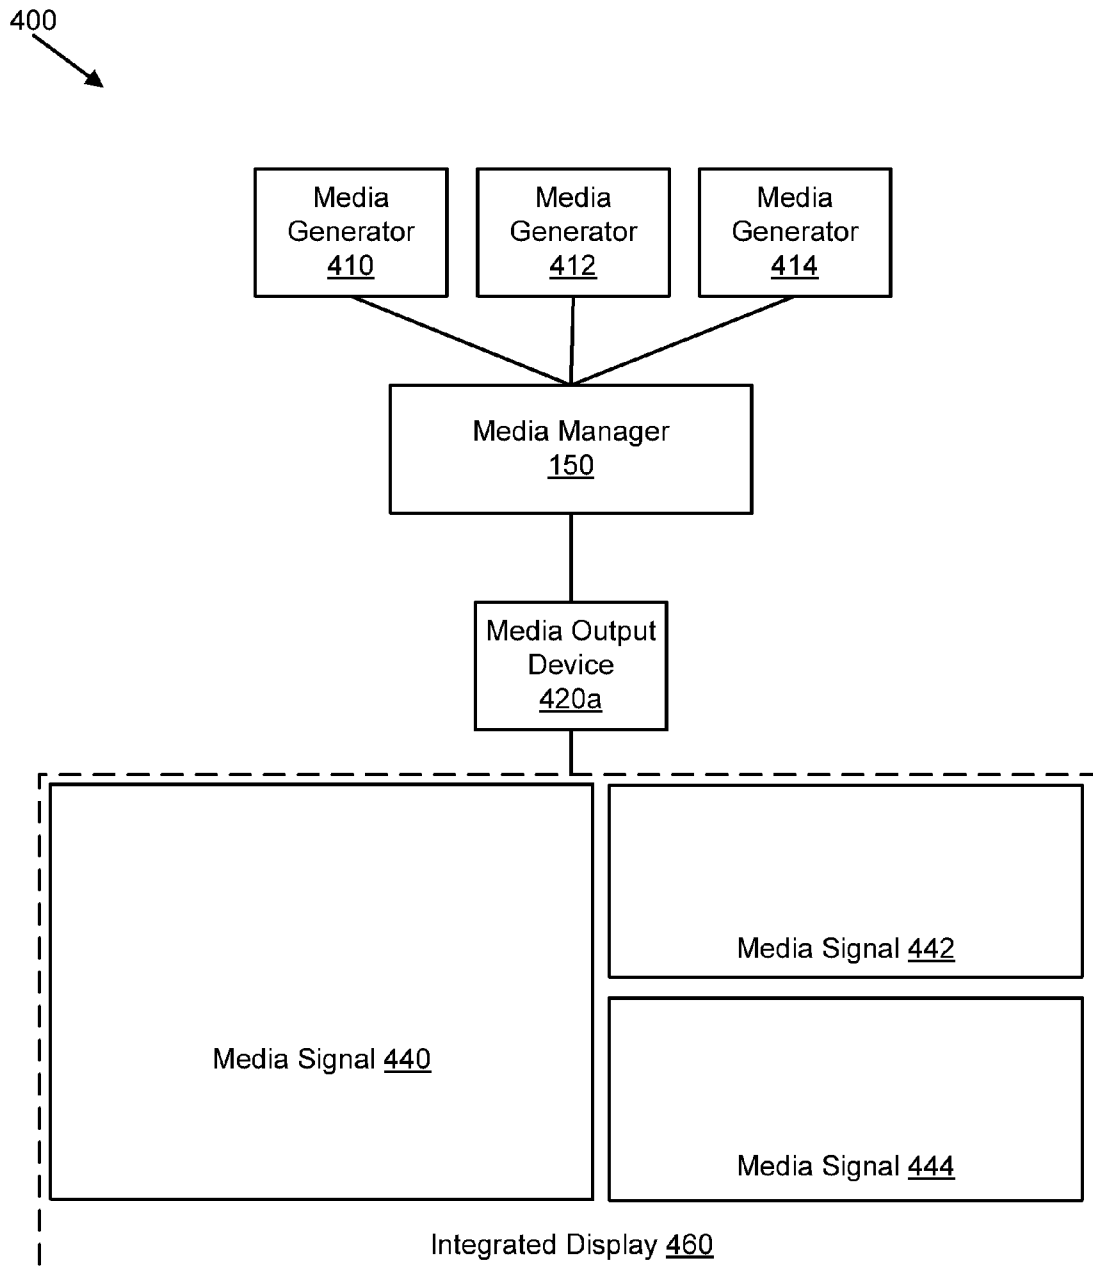 400
Media
Generator
410
Media
Generator
412
Media
Generator
414
Media Manager
150
Media Output
Device
420a
Media Signal 440
Media Signal 442
Media Signal 444
Integrated Display 460